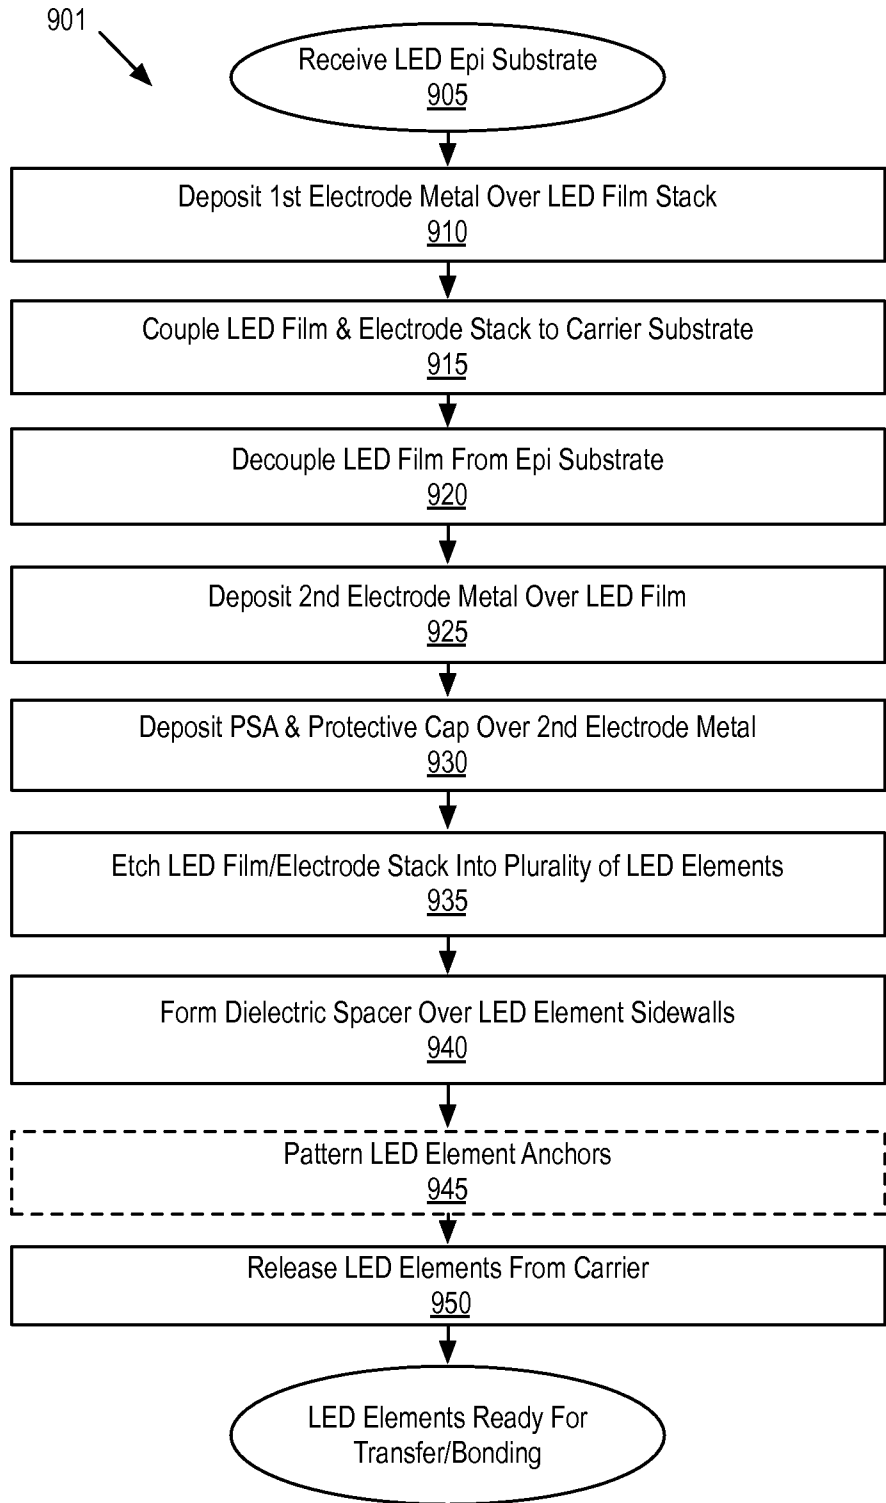 901
Receive LED Epi Substrate
905
Deposit 1st Electrode Metal Over LED Film Stack
910
Couple LED Film & Electrode Stack to Carrier Substrate
915
Decouple LED Film From Epi Substrate
920
Deposit 2nd Electrode Metal Over LED Film
925
Deposit PSA & Protective Cap Over 2nd Electrode Metal
930
Etch LED Film/Electrode Stack Into Plurality of LED Elements
935
Form Dielectric Spacer Over LED Element Sidewalls
940
Pattern LED Element Anchors
945
Release LED Elements From Carrier
950
LED Elements Ready For
Transfer/Bonding